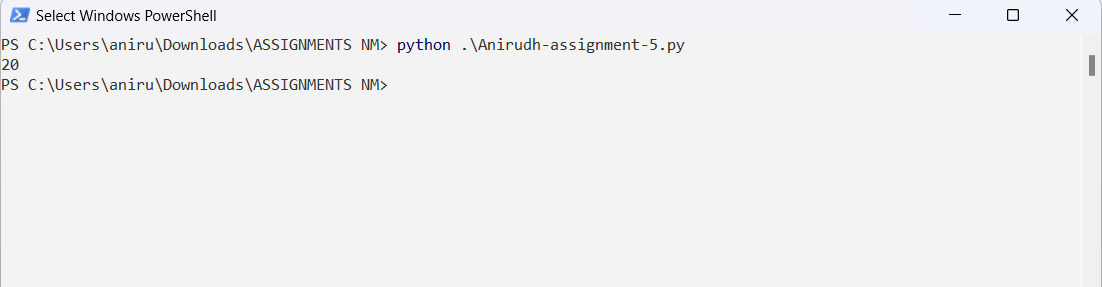 Select Windows PowerShell
PS C:\Users\aniru\Downloads\ASSIGNMENTS NM> python .\Anirudh-assignment-5.py
20
PS C:\Users\aniru\Downloads\ASSIGNMENTS NM>